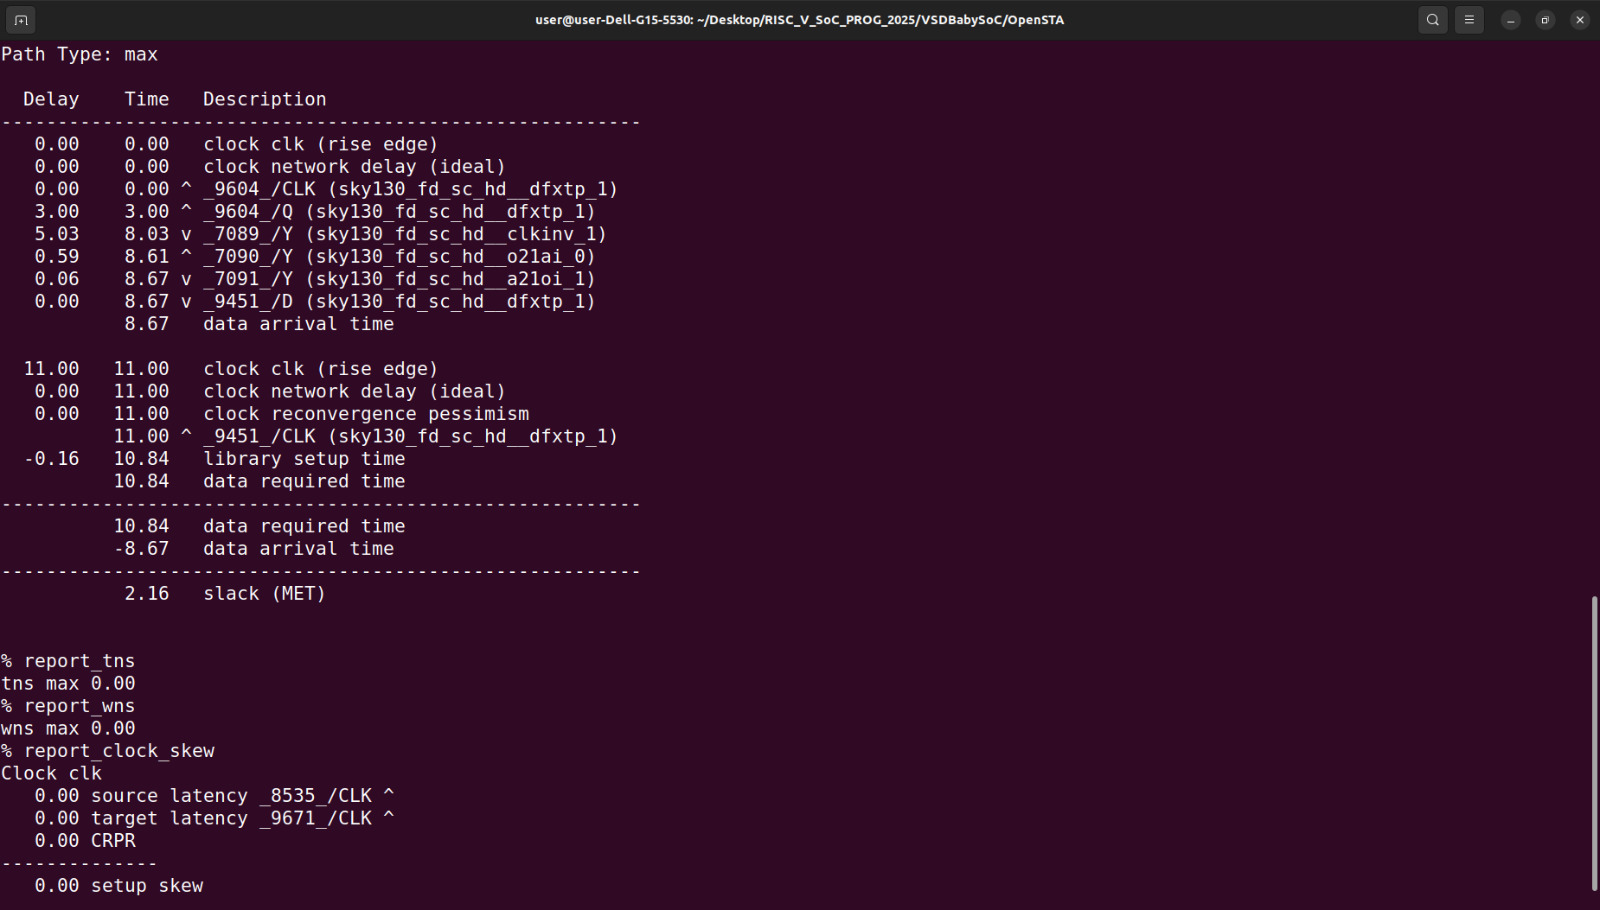 user@user-Dell-G15-5530: ~/Desktop/RISC_V_SoC_PROG_2025/VSDBabySoC/OpenSTA
Path Type: max
  Delay    Time   Description
---------------------------------------------------------
   0.00    0.00   clock clk (rise edge)
   0.00    0.00   clock network delay (ideal)
   0.00    0.00 ^ _9604_/CLK (sky130_fd_sc_hd__dfxtp_1)
   3.00    3.00 ^ _9604_/Q (sky130_fd_sc_hd__dfxtp_1)
   5.03    8.03 v _7089_/Y (sky130_fd_sc_hd__clkinv_1)
   0.59    8.61 ^ _7090_/Y (sky130_fd_sc_hd__o21ai_0)
   0.06    8.67 v _7091_/Y (sky130_fd_sc_hd__a21oi_1)
   0.00    8.67 v _9451_/D (sky130_fd_sc_hd__dfxtp_1)
           8.67   data arrival time
  11.00   11.00   clock clk (rise edge)
   0.00   11.00   clock network delay (ideal)
   0.00   11.00   clock reconvergence pessimism
          11.00 ^ _9451_/CLK (sky130_fd_sc_hd__dfxtp_1)
  -0.16   10.84   library setup time
          10.84   data required time
---------------------------------------------------------
          10.84   data required time
          -8.67   data arrival time
---------------------------------------------------------
           2.16   slack (MET)
% report_tns
tns max 0.00
% report_wns
wns max 0.00
% report_clock_skew
Clock clk
   0.00 source latency _8535_/CLK ^
   0.00 target latency _9671_/CLK ^
   0.00 CRPR
--------------
   0.00 setup skew